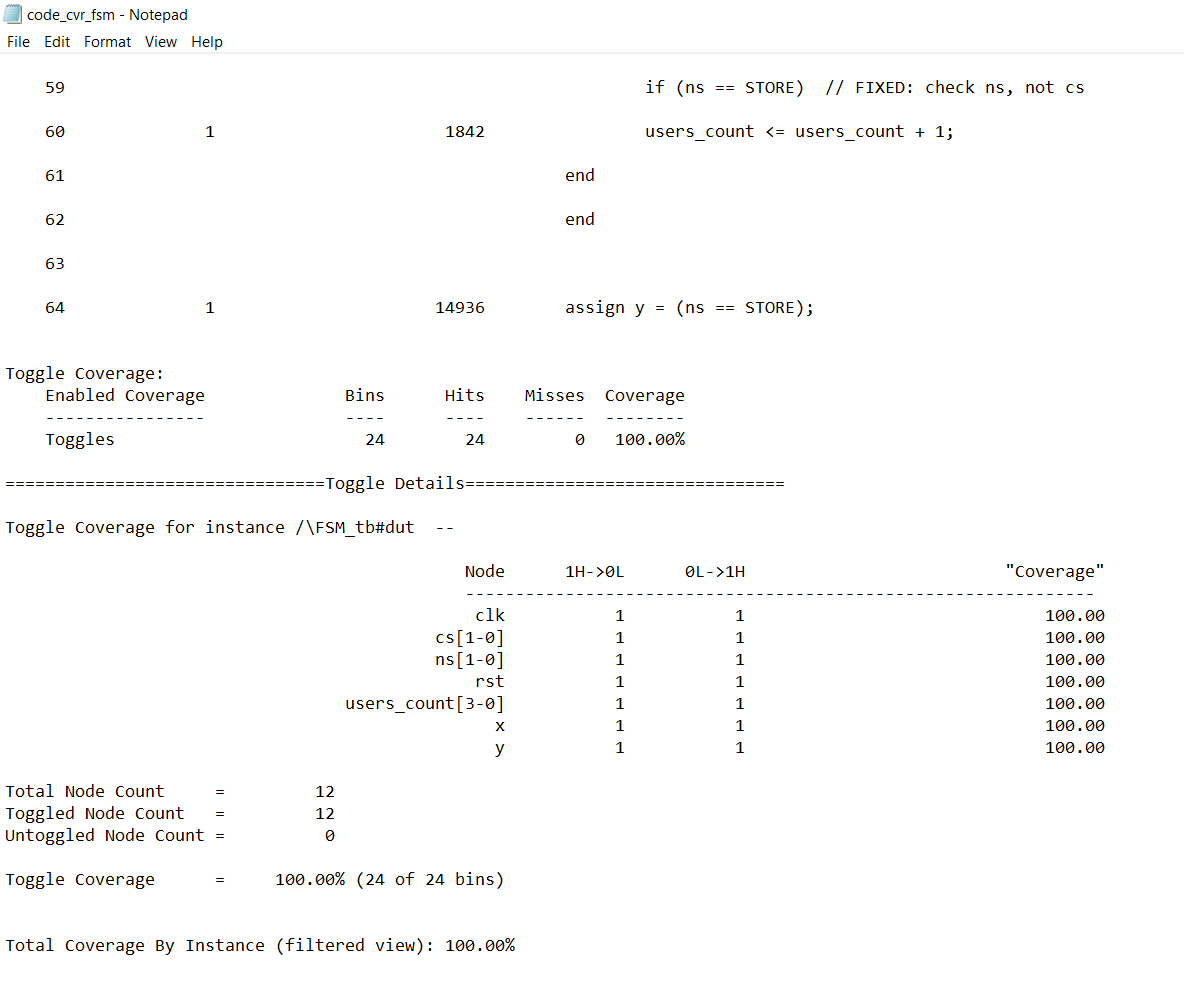 code_cvr_fsm - Notepad
File Edit Format View Help
59 if (ns == STORE) // FIXED: check ns, not cs
60 1 1842 users_count <= users_count + 1;
61 end
62 end
63
64 1 14936 assign y = (ns == STORE);
Toggle Coverage:
Enabled Coverage Bins Hits Misses Coverage
---------------- ---- ---- ------ --------
Toggles 24 24 0 100.00%
================================Toggle Details================================
Toggle Coverage for instance /\FSM_tb#dut --
Node 1H->0L 0L->1H "Coverage"
---------------------------------------------------------------
clk 1 1 100.00
cs[1-0] 1 1 100.00
ns[1-0] 1 1 100.00
rst 1 1 100.00
users_count[3-0] 1 1 100.00
x 1 1 100.00
y 1 1 100.00
Total Node Count = 12
Toggled Node Count = 12
Untoggled Node Count = 0
Toggle Coverage = 100.00% (24 of 24 bins)
Total Coverage By Instance (filtered view): 100.00%